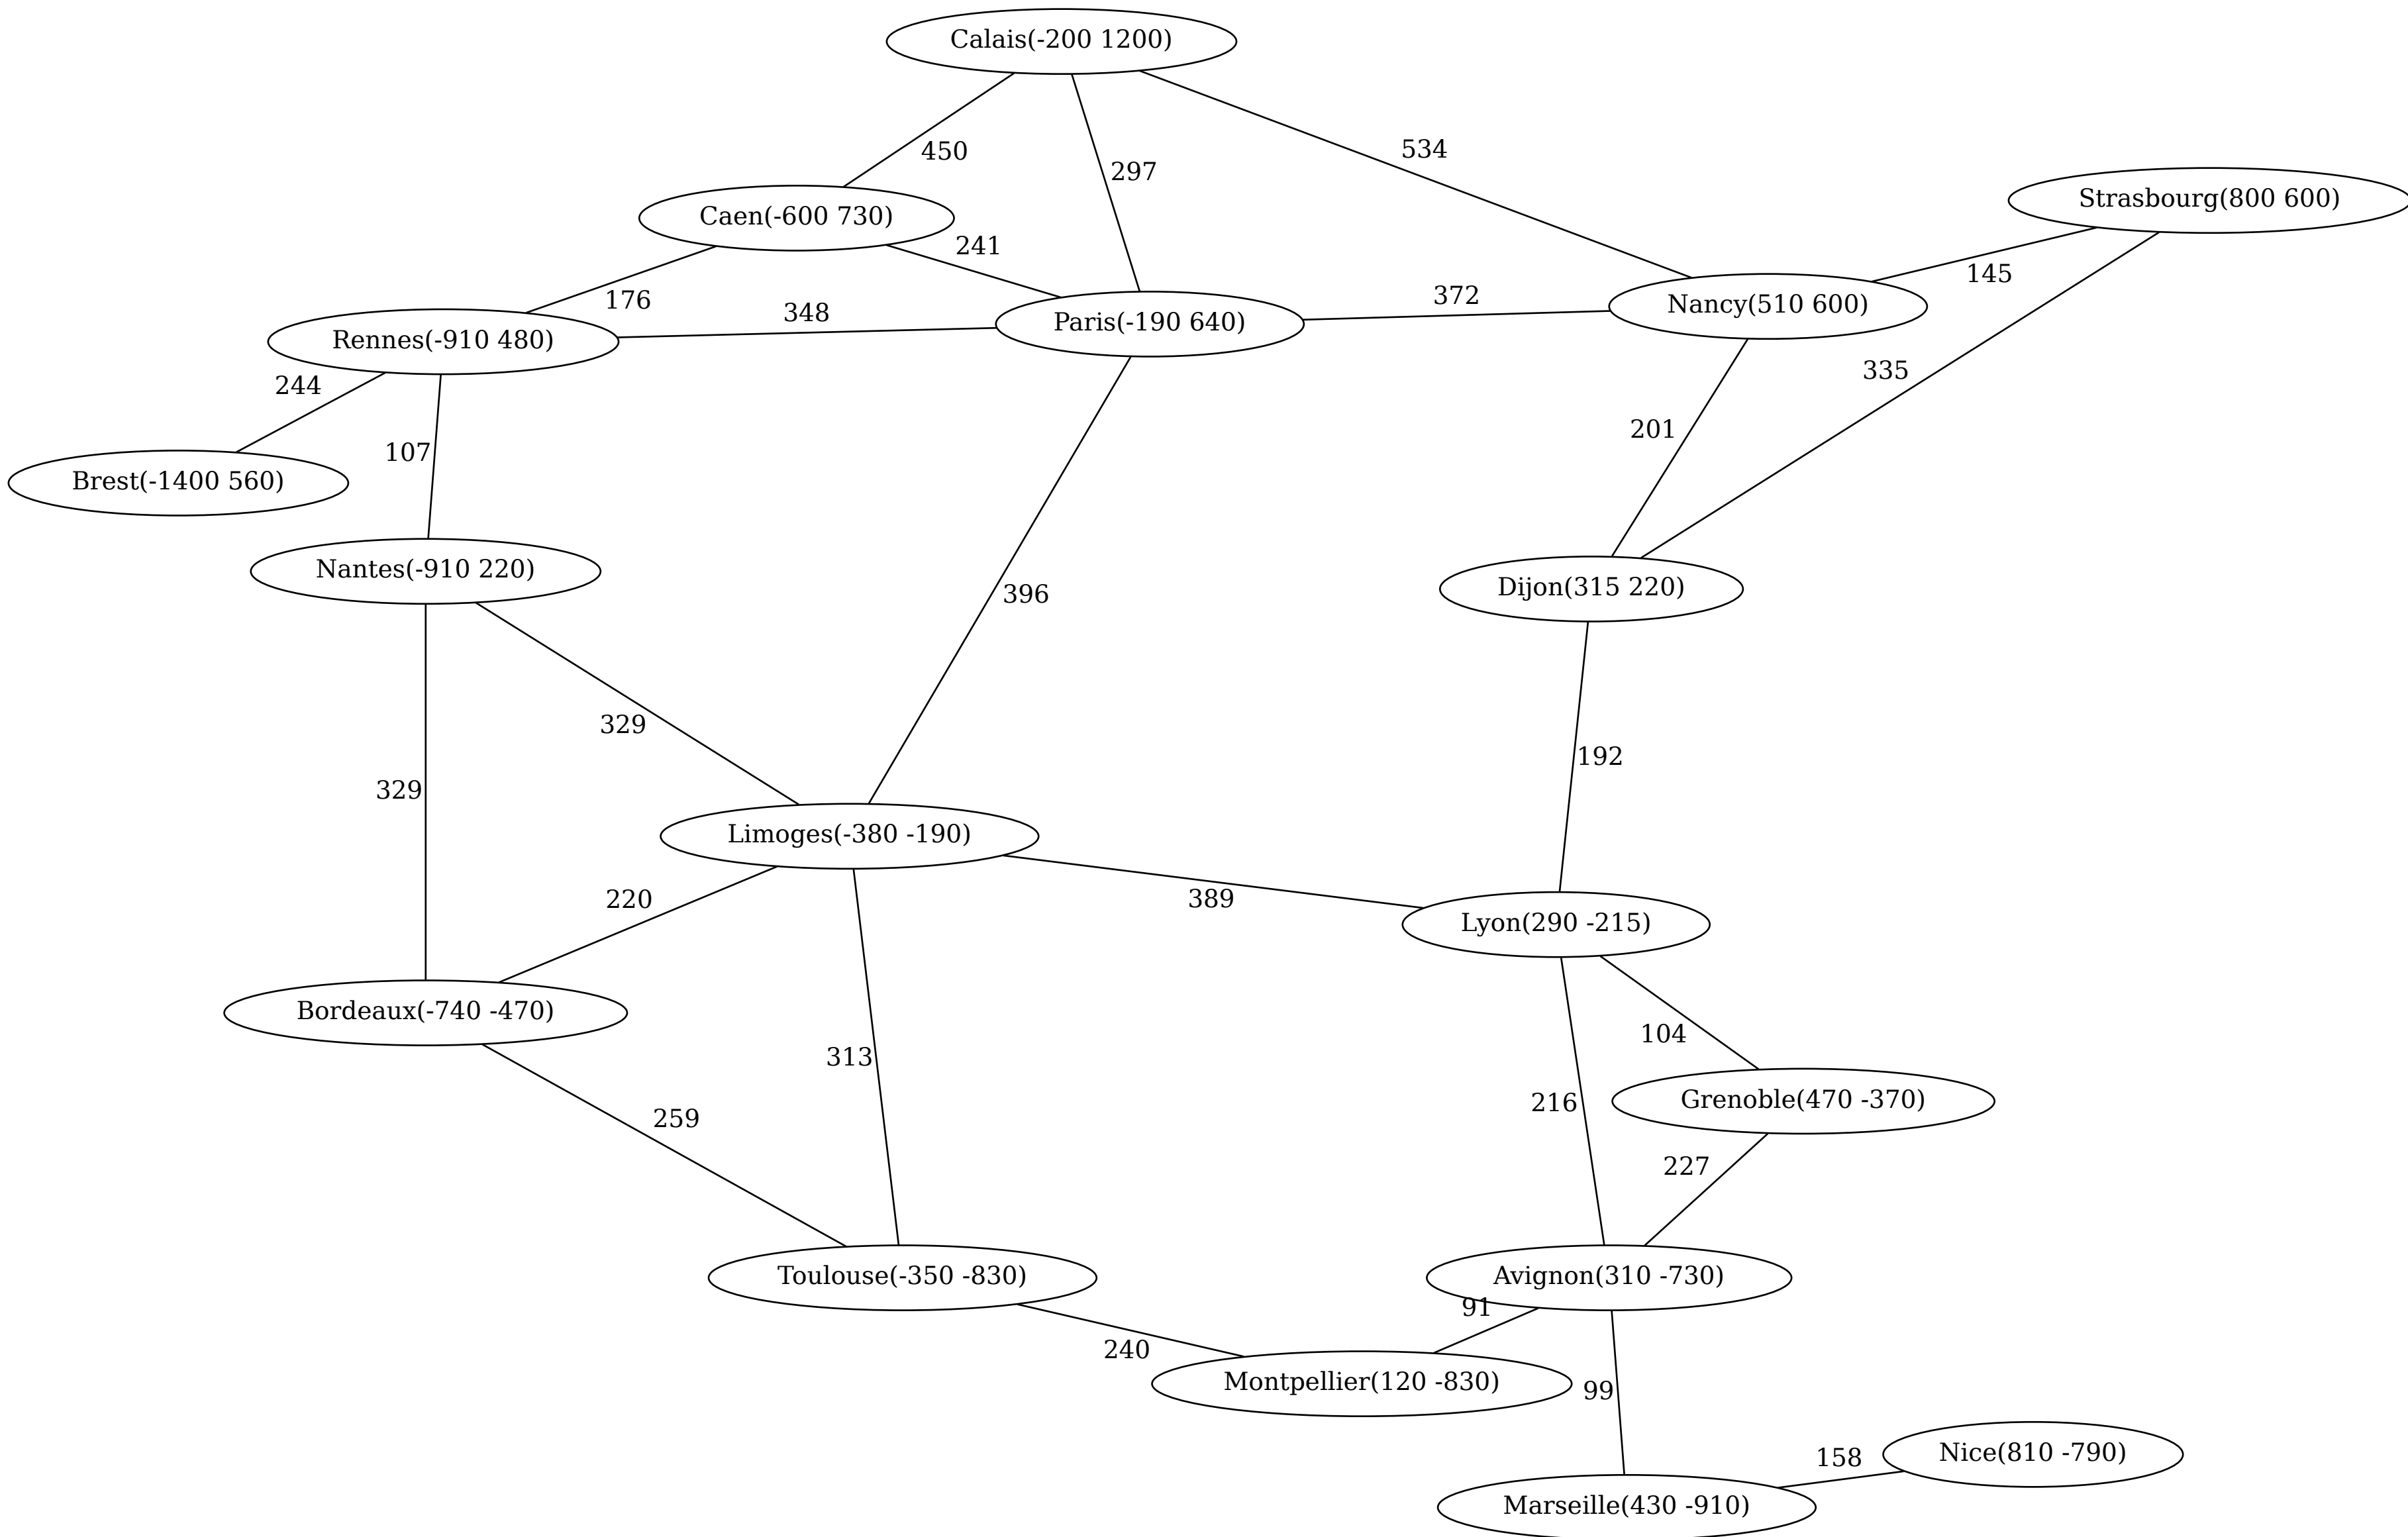 Calais(-200 1200)
450
297
534
Strasbourg(800 600)
Caen(-600 730)
241
145
176
348
Paris(-190 640)
372
Nancy(510 600)
Rennes(-910 480)
244
335
107
201
Brest(-1400 560)
Nantes(-910 220)
396
Dijon(315 220)
329
192
329
Limoges(-380 -190)
220
389
Lyon(290 -215)
Bordeaux(-740 -470)
313
104
259
216
Grenoble(470 -370)
227
Toulouse(-350 -830)
Avignon(310 -730)
91
240
Montpellier(120 -830)
99
158
Nice(810 -790)
Marseille(430 -910)